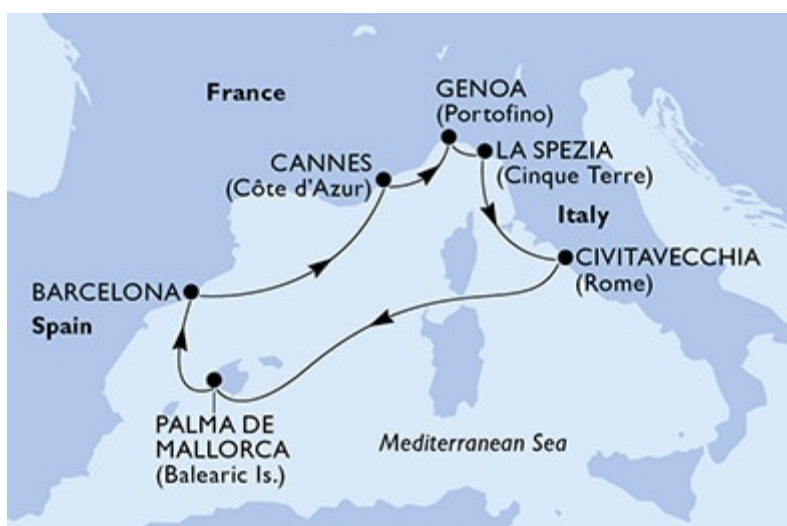 France
GENOA
(Portofino)
CANNES
(Côte d'Azur)
LA SPEZIA
(Cinque Terre)
Italy
CIVITAVECCHIA
(Rome)
BARCELONA
Spain
PALMA DE
MALLORCA
(Balearic Is.)
Mediterranean Sea